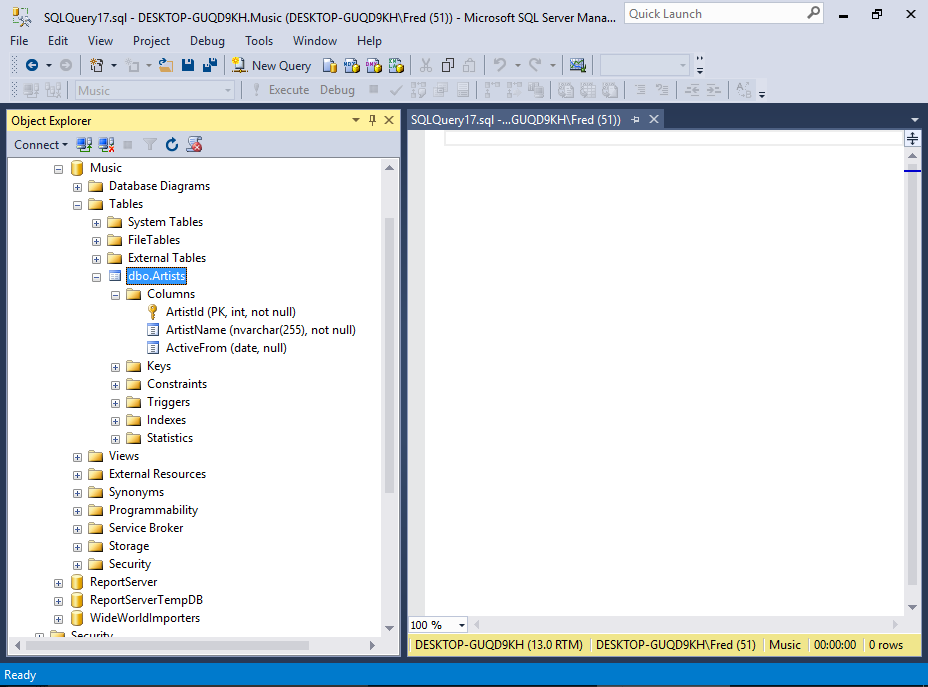 SQLQuery17.sql - DESKTOP-GUQD9KH.Music (DESKTOP-GUQD9KH\Fred (51)) - Microsoft SQL Server Mana...
Quick Launch
File Edit View Project Debug Tools Window Help
New Query
Music Execute Debug
Object Explorer
SQLQuery17.sql -...GUQD9KH\Fred (51))
Connect
Music
Database Diagrams
Tables
System Tables
FileTables
External Tables
dbo.Artists
Columns
ArtistId (PK, int, not null)
ArtistName (nvarchar(255), not null)
ActiveFrom (date, null)
Keys
Constraints
Triggers
Indexes
Statistics
Views
External Resources
Synonyms
Programmability
Service Broker
Storage
Security
ReportServer
ReportServerTempDB
WideWorldImporters
Security
100 %
DESKTOP-GUQD9KH (13.0 RTM) DESKTOP-GUQD9KH\Fred (51) Music 00:00:00 0 rows
Ready